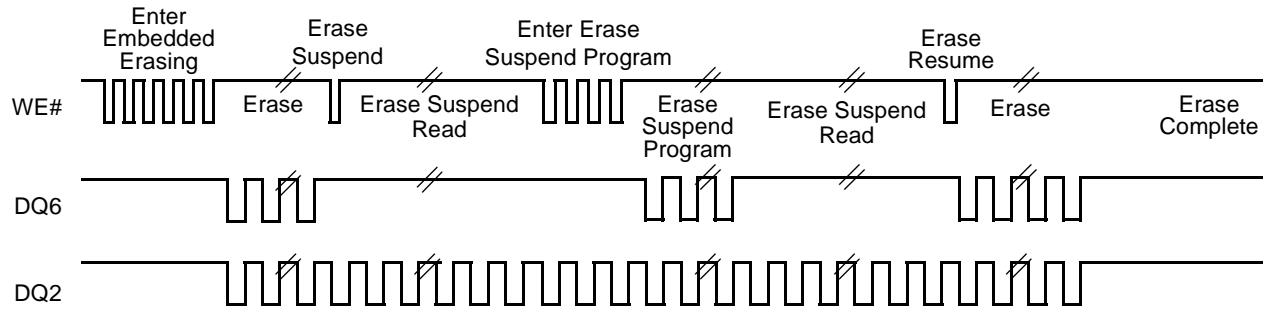 Enter
Embedded
Erasing
Erase
Suspend
Enter Erase
Suspend Program
Erase
Resume
WE#
Erase
Erase Suspend
Read
Erase
Suspend
Program
Erase Suspend
Read
Erase
Erase
Complete
DQ6
DQ2